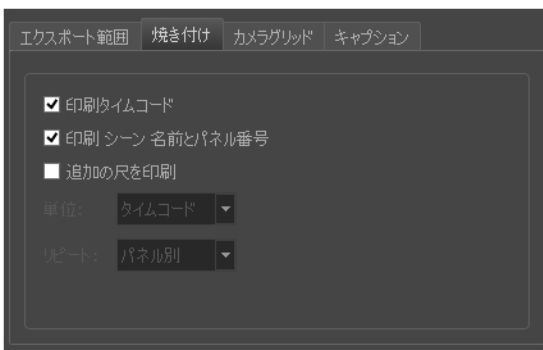 エクスポート範囲 焼き付け カメラグリッド キャプション
印刷タイムコード
印刷 シーン 名前とパネル番号
追加の尺を印刷
単位: タイムコード
リピート: パネル別